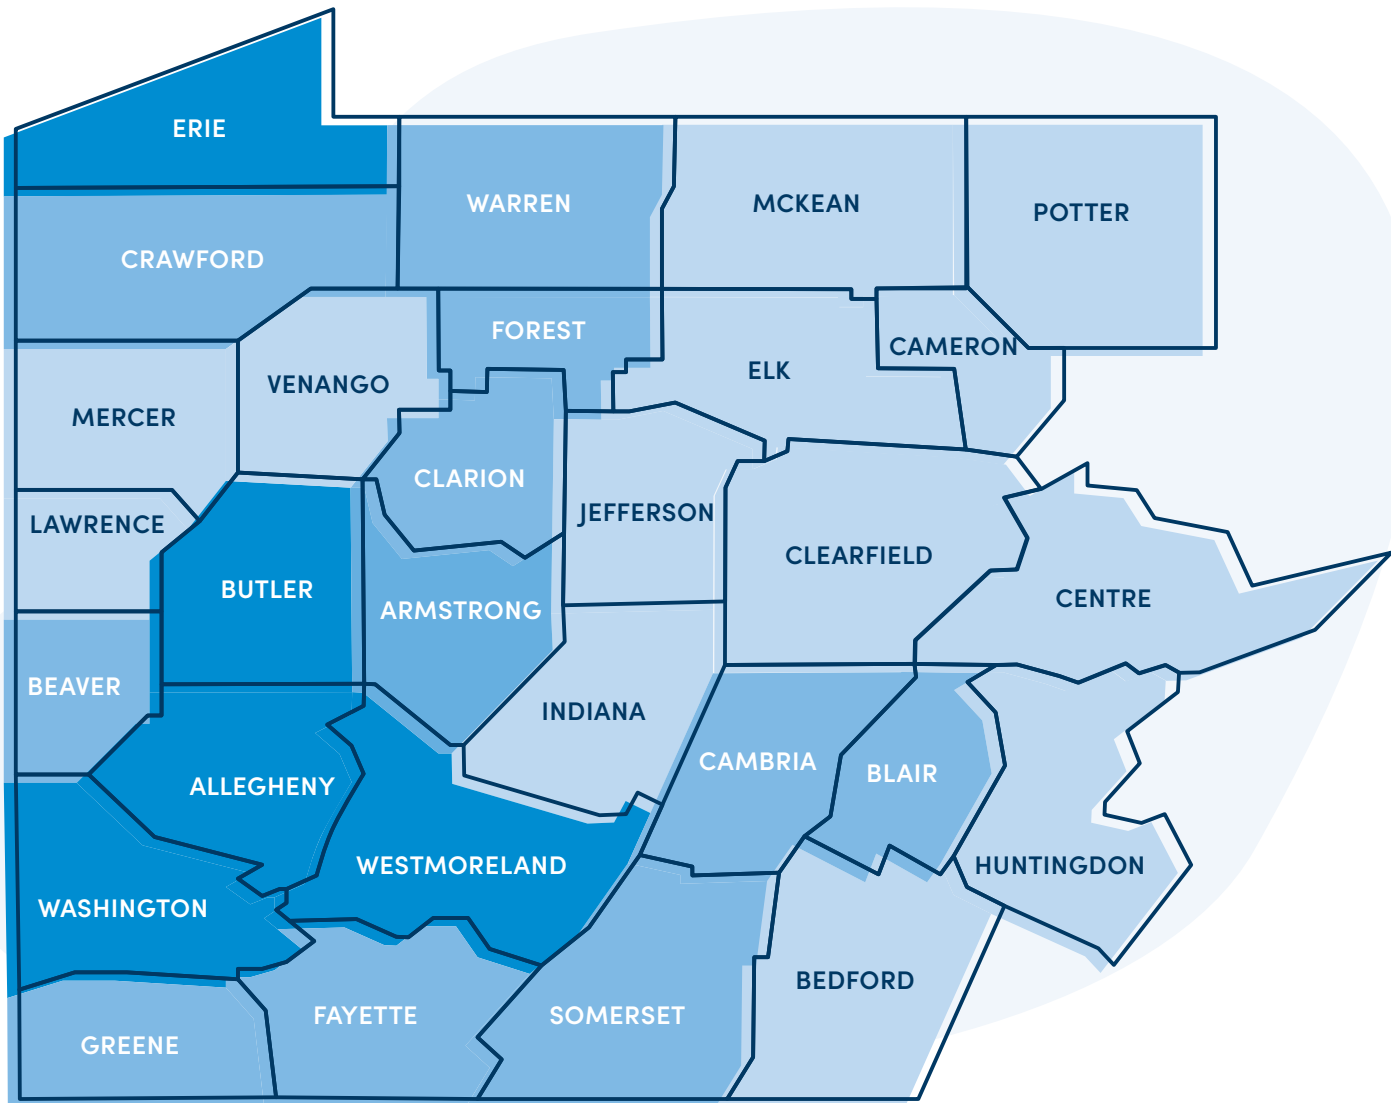 ERIE
WARREN
MCKEAN
POTTER
CRAWFORD
FOREST
CAMERON
VENANGO
ELK
MERCER
CLARION
LAWRENCE
JEFFERSON
CLEARFIELD
BUTLER
ARMSTRONG
CENTRE
BEAVER
INDIANA
CAMBRIA
BLAIR
ALLEGHENY
WESTMORELAND
HUNTINGDON
WASHINGTON
BEDFORD
FAYETTE
SOMERSET
GREENE